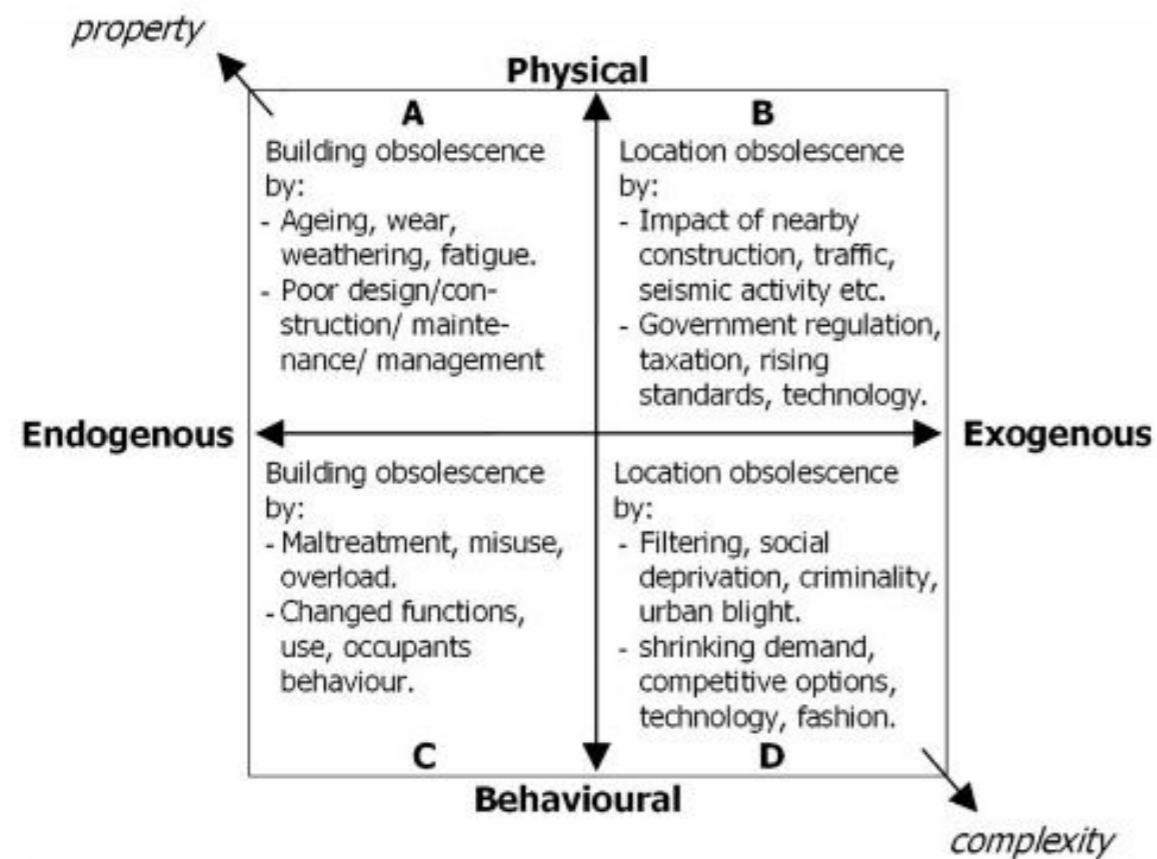 property
Physical
A
Building obsolescence
by:
- Ageing, wear,
weathering, fatigue.
- Poor design/con-
struction/ mainte-
nance/ management
B
Location obsolescence
by:
- Impact of nearby
construction, traffic,
seismic activity etc.
- Government regulation,
taxation, rising
standards, technology.
Endogenous
Exogenous
Building obsolescence
by:
- Maltreatment, misuse,
overload.
- Changed functions,
use, occupants
behaviour.
C
Location obsolescence
by:
- Filtering, social
deprivation, criminality,
urban blight.
- shrinking demand,
competitive options,
technology, fashion.
D
Behavioural
complexity